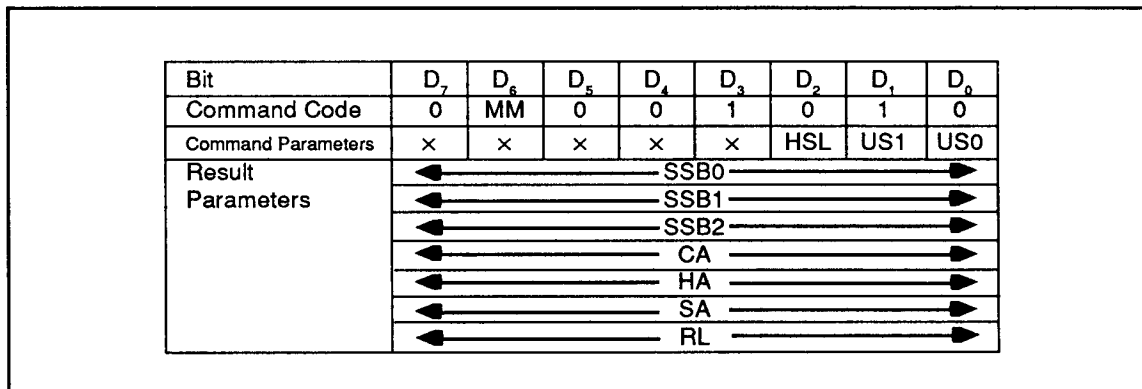 Bit D₇ D₆ D₅ D₄ D₃ D₂ D₁ D₀
Command Code 0 MM 0 0 1 0 1 0
Command Parameters × × × × × HSL US1 US0
Result SSB0
Parameters SSB1
SSB2
CA
HA
SA
RL